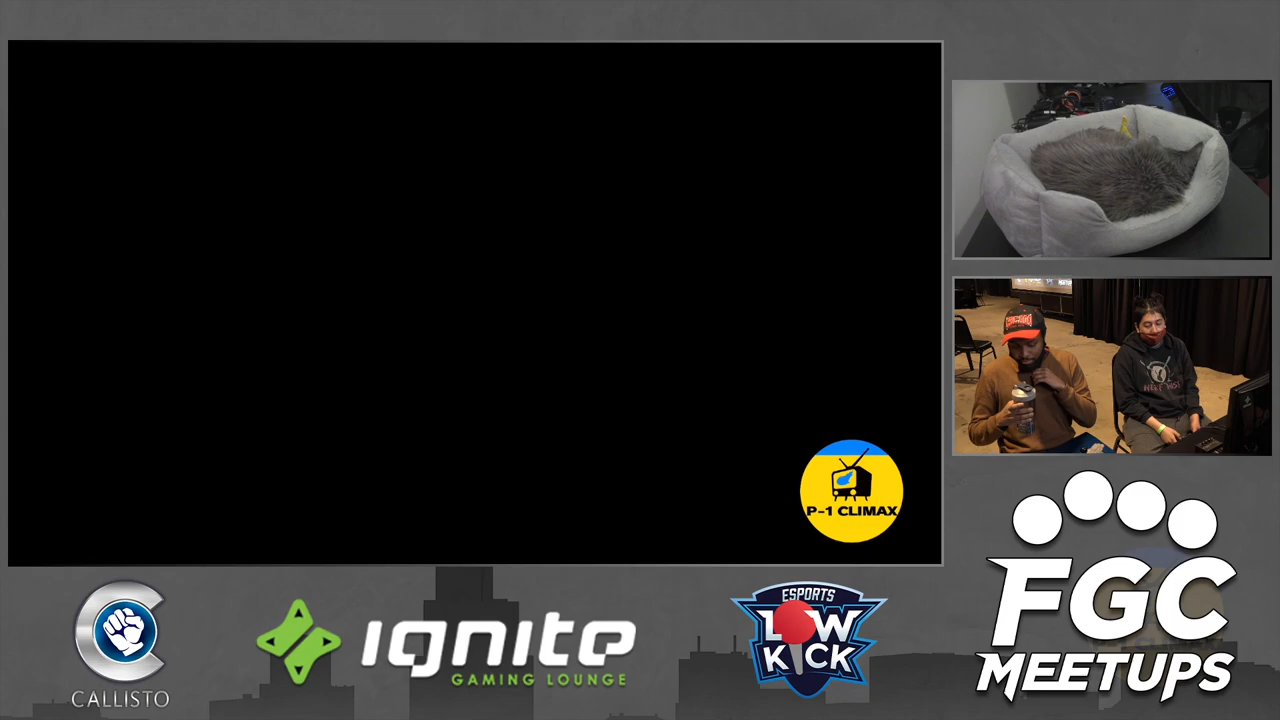 P-1 CLIMAX
CALLISTO
ignite
GAMING LOUNGE
ESPORTS
LOW
KICK
FGC
MEETUPS